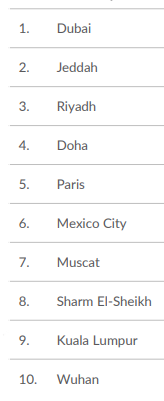 1. Dubai
2. Jeddah
3. Riyadh
4. Doha
5. Paris
6. Mexico City
7. Muscat
8. Sharm El-Sheikh
9. Kuala Lumpur
10. Wuhan